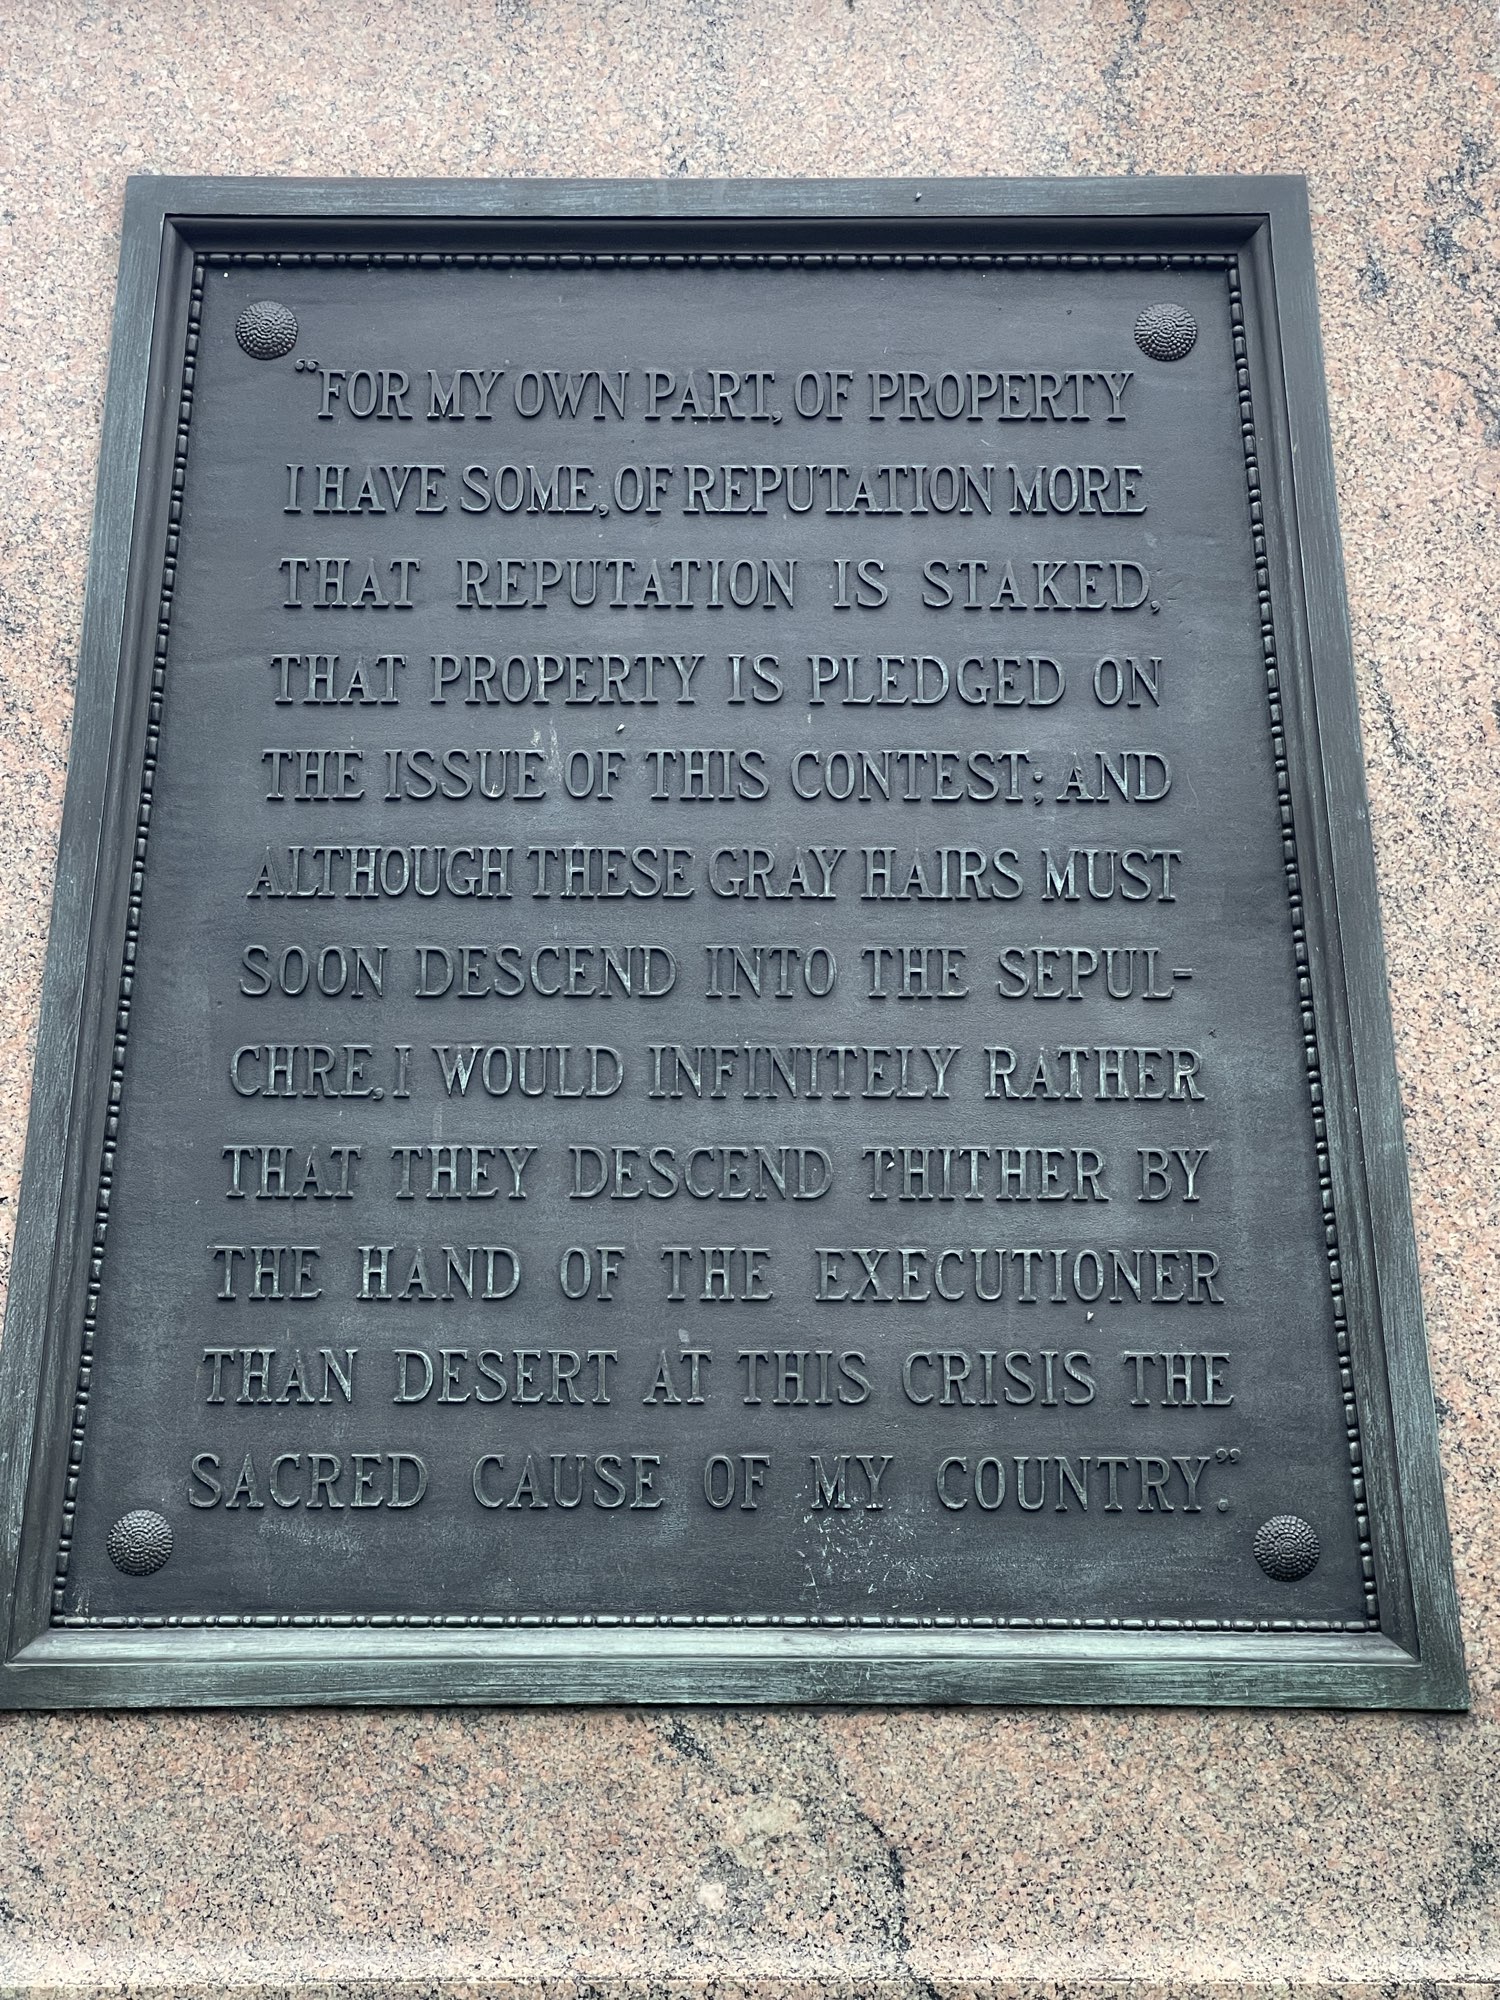 “FOR MY OWN PART, OF PROPERTY
I HAVE SOME, OF REPUTATION MORE
THAT REPUTATION IS STAKED,
THAT PROPERTY IS PLEDGED ON
THE ISSUE OF THIS CONTEST; AND
ALTHOUGH THESE GRAY HAIRS MUST
SOON DESCEND INTO THE SEPUL-
CHRE, I WOULD INFINITELY RATHER
THAT THEY DESCEND THITHER BY
THE HAND OF THE EXECUTIONER
THAN DESERT AT THIS CRISIS THE
SACRED CAUSE OF MY COUNTRY.”